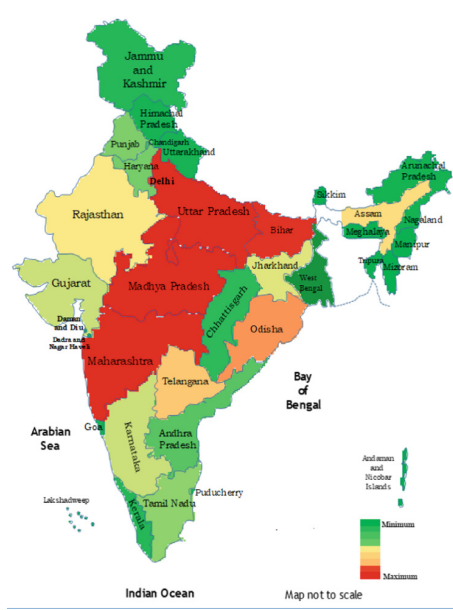 Jammu
and
Kashmir
Himachal
Pradesh
Punjab
Chandigarh
Uttarakhand
Haryana
Delhi
Arunachal
Pradesh
Sikkim
Rajasthan
Uttar Pradesh
Assam
Nagaland
Bihar
Meghalaya
Manipur
Tripura
Mizoram
Jharkhand
West
Bengal
Gujarat
Madhya Pradesh
Chhattisgarh
Daman
and Diu
Dadra and
Nagar Haveli
Odisha
Maharashtra
Telangana
Bay
of
Bengal
Arabian
Sea
Goa
Karnataka
Andhra
Pradesh
Andaman
and
Nicobar
Islands
Lakshadweep
Kerala
Tamil Nadu
Puducherry
Minimum
Maximum
Indian Ocean
Map not to scale